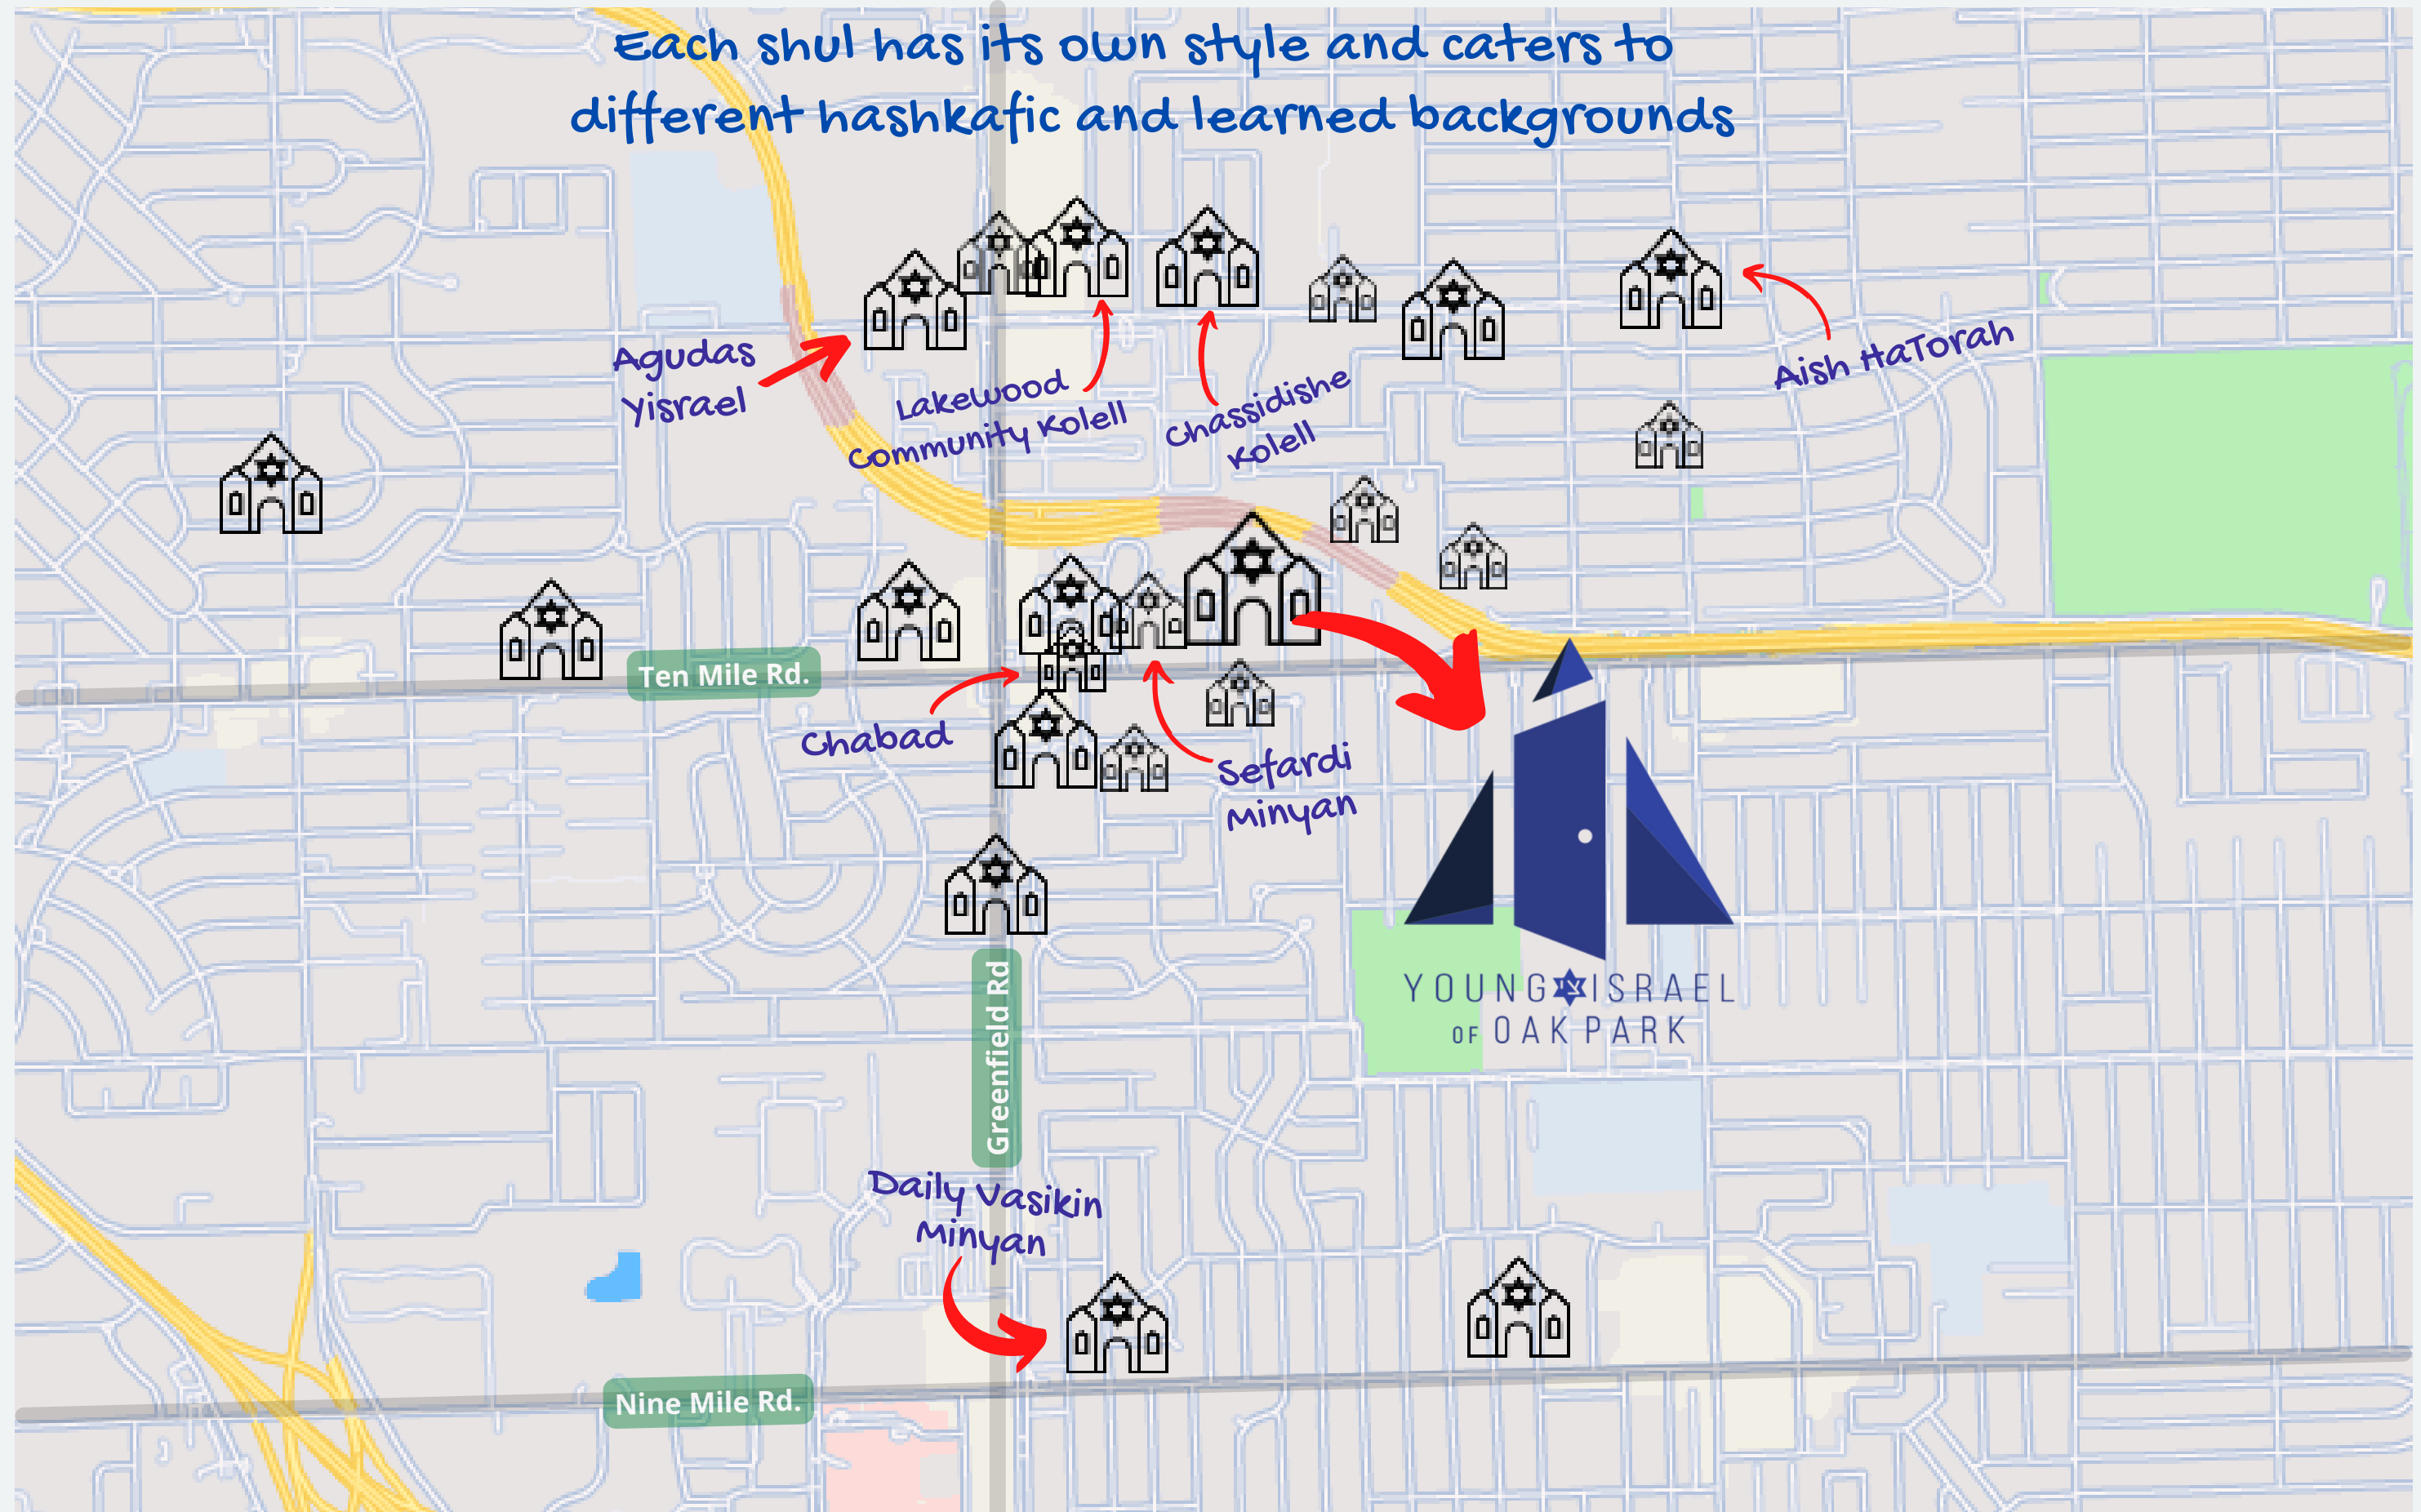 Each shul has its own style and caters to
different hashkafic and learned backgrounds
Agudas
Yisrael
Lakewood
Community Kolell
Chassidishe
Kolell
Aish HaTorah
Ten Mile Rd.
Chabad
Sefardi
Minyan
YOUNG ISRAEL
OF OAK PARK
Greenfield Rd
Daily Vasikin
Minyan
Nine Mile Rd.